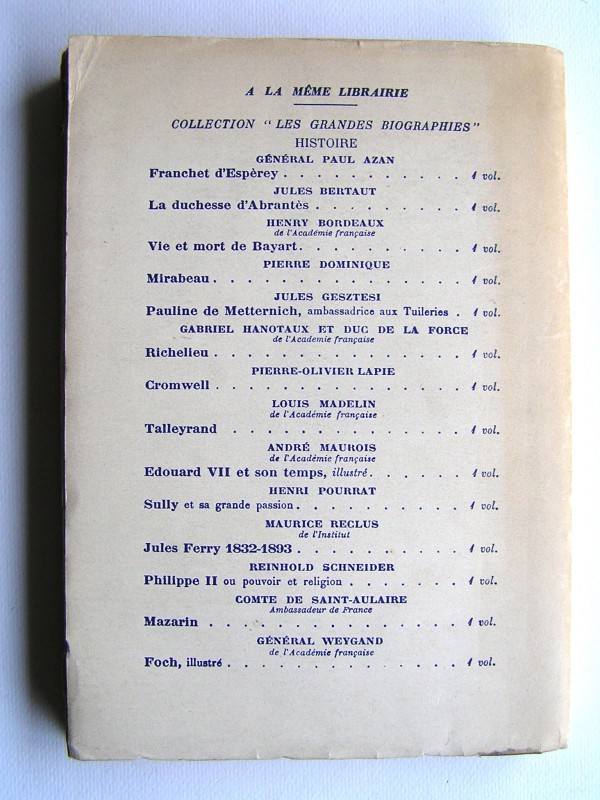 A LA MÊME LIBRAIRIE
COLLECTION "LES GRANDES BIOGRAPHIES"
HISTOIRE
GÉNÉRAL PAUL AZAN
Franchet d'Espèrey . . . . . . . . . . . 1 vol.
JULES BERTAUT
La duchesse d'Abrantès . . . . . . . . . 1 vol.
HENRY BORDEAUX
de l'Académie française
Vie et mort de Bayart. . . . . . . . . . 1 vol.
PIERRE DOMINIQUE
Mirabeau . . . . . . . . . . . . . . . 1 vol.
JULES GESZTESI
Pauline de Metternich, ambassadrice aux Tuileries . 1 vol.
GABRIEL HANOTAUX ET DUC DE LA FORCE
de l'Academie française
Richelieu . . . . . . . . . . . . . . . 1 vol.
PIERRE-OLIVIER LAPIE
Cromwell . . . . . . . . . . . . . . . 1 vol.
LOUIS MADELIN
de l'Académie française
Talleyrand . . . . . . . . . . . . . . 1 vol.
ANDRÉ MAUROIS
de l'Académie française
Edouard VII et son temps, illustré . . . . . . 1 vol.
HENRI POURRAT
Sully et sa grande passion . . . . . . . . . . 1 vol.
MAURICE RECLUS
de l'Institut
Jules Ferry 1832-1893 . . . . . . . . . . 1 vol.
REINHOLD SCHNEIDER
Philippe II ou pouvoir et religion . . . . . . . 1 vol.
COMTE DE SAINT-AULAIRE
Ambassadeur de France
Mazarin . . . . . . . . . . . . . . . 1 vol.
GÉNÉRAL WEYGAND
de l'Académie française
Foch, illustré . . . . . . . . . . . . . . 1 vol.